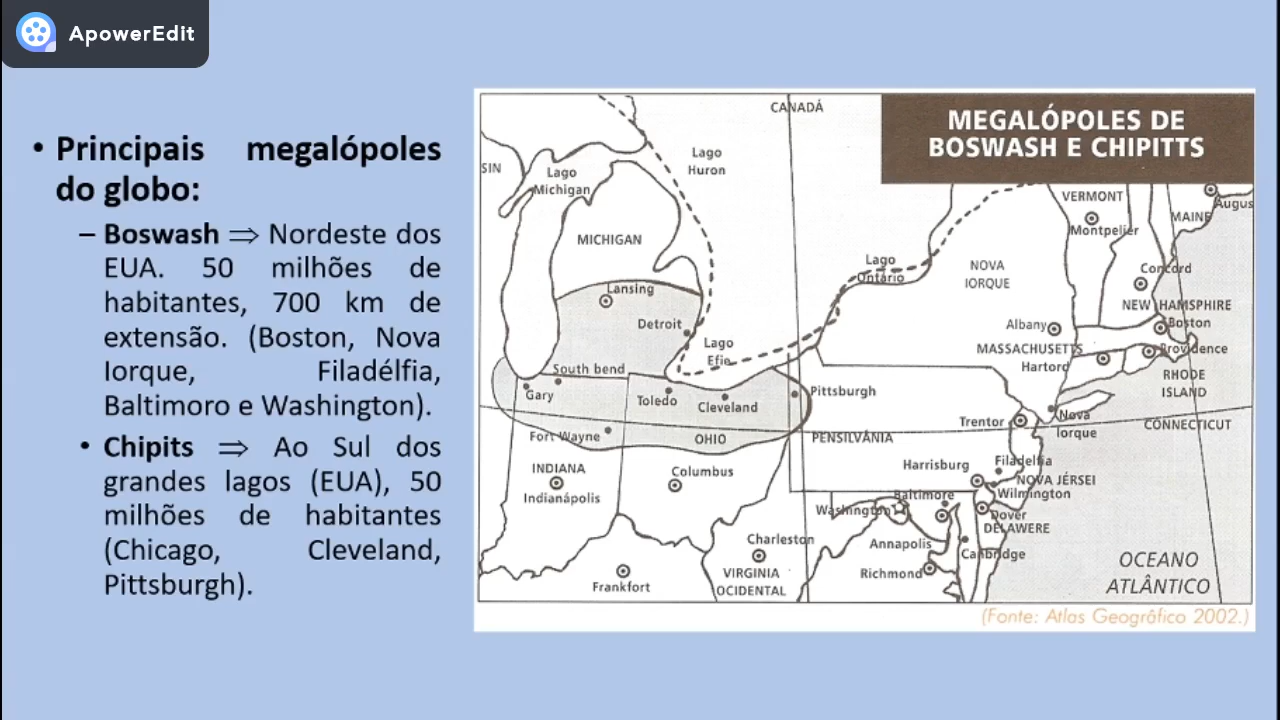 ApowerEdit
• Principais megalópoles
do globo:
– Boswash ⇒ Nordeste dos
EUA. 50 milhões de
habitantes, 700 km de
extensão. (Boston, Nova
Iorque, Filadélfia,
Baltimoro e Washington).
• Chipits ⇒ Ao Sul dos
grandes lagos (EUA), 50
milhões de habitantes
(Chicago, Cleveland,
Pittsburgh).
MEGALÓPOLES DE
BOSWASH E CHIPITTS
CANADÁ
SIN
Lago
Michigan
Lago
Huron
MICHIGAN
Lansing
Detroit
Lago
Efie
Lago
Ontário
NOVA
IORQUE
VERMONT
Montpelier
MAINE
Augus
Concord
NEW HAMSPHIRE
Boston
Albany
MASSACHUSETTS
Providence
Hartord
RHODE
ISLAND
CONNECTICUT
South bend
Gary
Toledo
Cleveland
Pittsburgh
Fort Wayne
OHIO
PENSILVÂNIA
Trentor
Nova
Iorque
INDIANA
Indianápolis
Columbus
Harrisburg
Filadelfia
NOVA JÉRSEI
Wilmington
Baltimore
Washington
Dover
DELAWERE
Annapolis
Canbridge
Charleston
VIRGINIA
OCIDENTAL
Richmond
Frankfort
OCEANO
ATLÂNTICO
(Fonte: Atlas Geográfico 2002.)